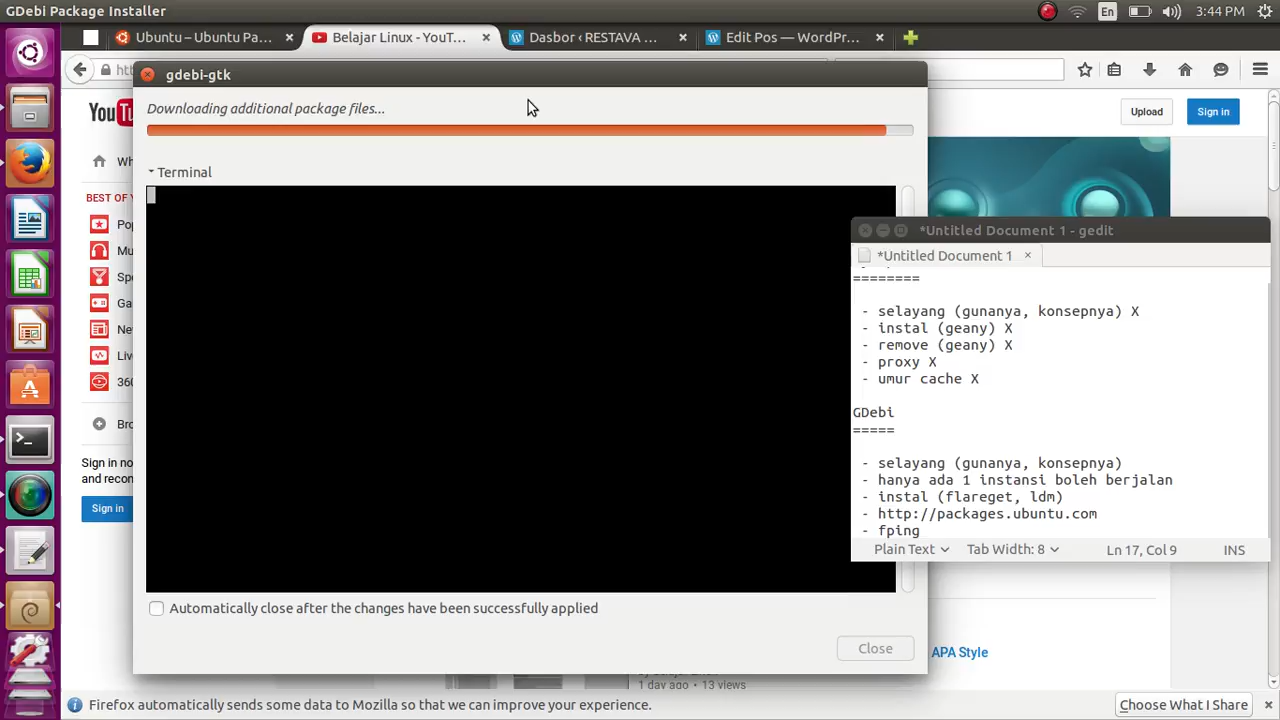 GDebi Package Installer
En
3:44 PM
Ubuntu – Ubuntu Pa...
Belajar Linux - YouT...
Dasbor ‹ RESTAVA ...
Edit Pos — WordPr...
gdebi-gtk
Downloading additional package files...
Terminal
Automatically close after the changes have been successfully applied
Close
Upload
Sign in
BEST OF
Sign in
*Untitled Document 1 - gedit
*Untitled Document 1
========
- selayang (gunanya, konsepnya) X
- instal (geany) X
- remove (geany) X
- proxy X
- umur cache X
GDebi
=====
- selayang (gunanya, konsepnya)
- hanya ada 1 instansi boleh berjalan
- instal (flareget, ldm)
- http://packages.ubuntu.com
- fping
Plain Text
Tab Width: 8
Ln 17, Col 9
INS
APA Style
1 day ago • 13 views
Firefox automatically sends some data to Mozilla so that we can improve your experience.
Choose What I Share